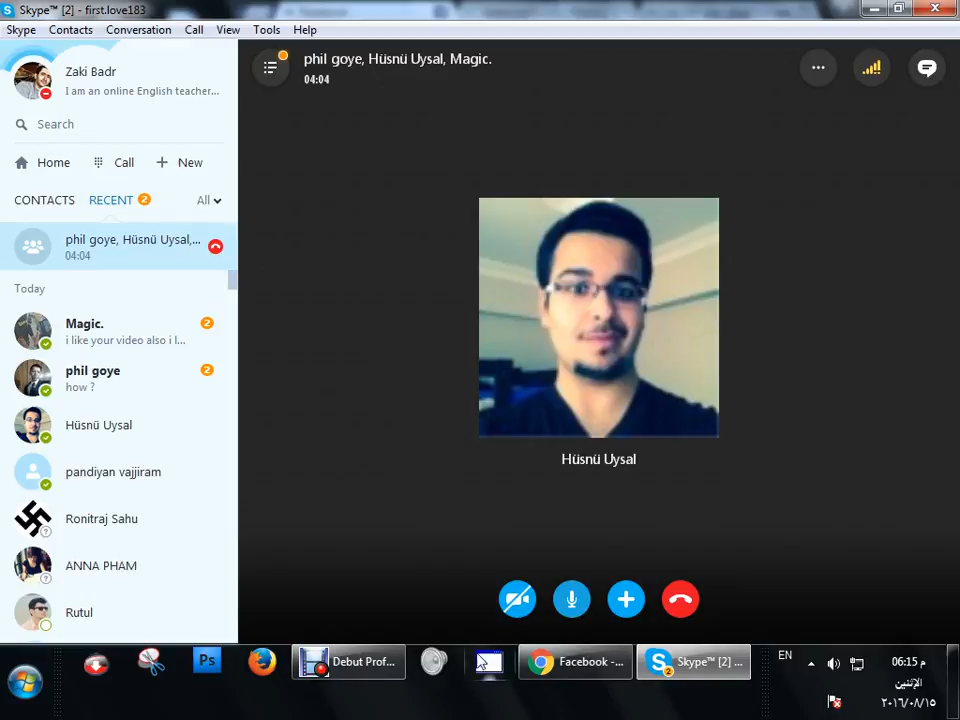 Skype™ [2] - first.love183
Skype Contacts Conversation Call View Tools Help
Zaki Badr
I am an online English teacher...
Search
Home Call New
CONTACTS RECENT 2 All
phil goye, Hüsnü Uysal,...
04:04
Today
Magic. 2
i like your video also i l...
phil goye 2
how ?
Hüsnü Uysal
pandiyan vajjiram
Ronitraj Sahu
ANNA PHAM
Rutul
phil goye, Hüsnü Uysal, Magic.
04:04
Hüsnü Uysal
Ps
Debut Prof...
Facebook -...
2
Skype™ [2] ...
EN
06:15 م
الإثنين
٢٠١٦/٠٨/١٥